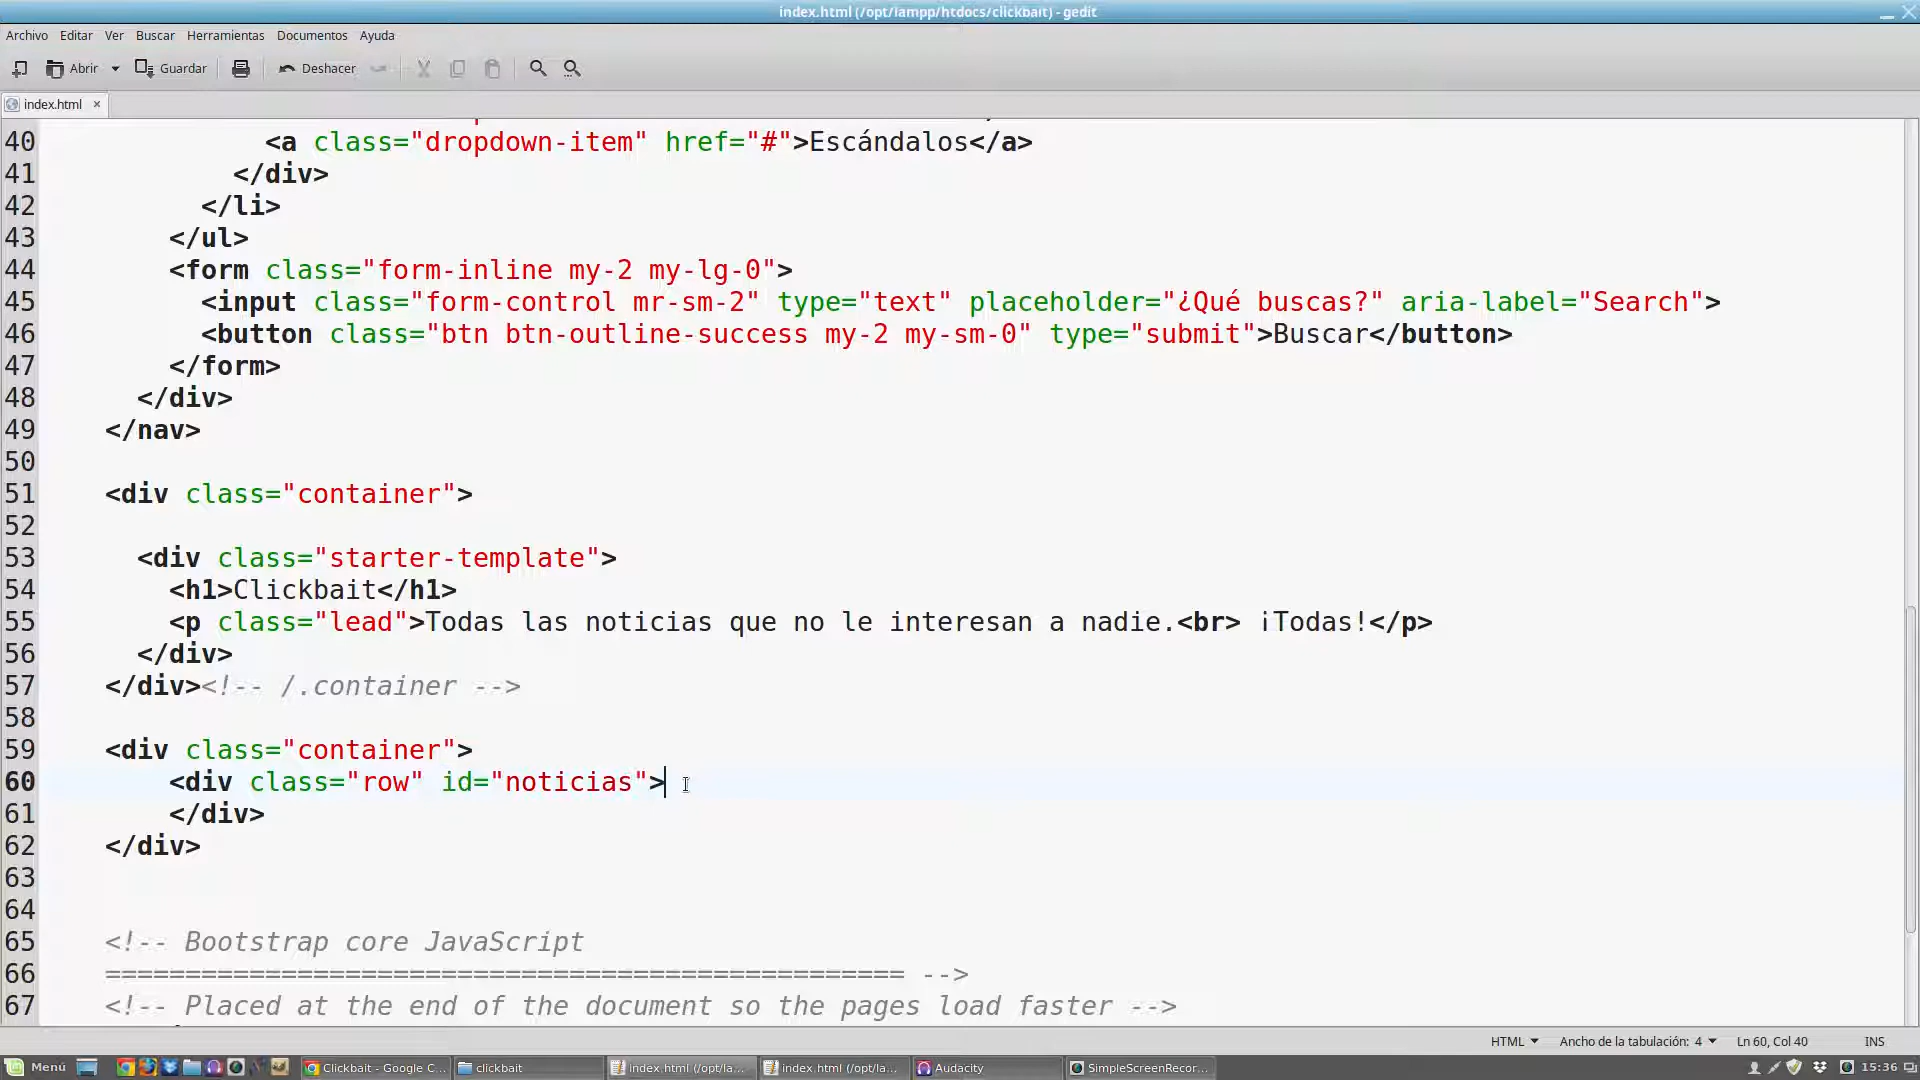 index.html (/opt/lampp/htdocs/clickbait) - gedit
Archivo Editar Ver Buscar Herramientas Documentos Ayuda
Abrir Guardar Deshacer
index.html ×
40 <a class="dropdown-item" href="#">Escándalos</a>
41 </div>
42 </li>
43 </ul>
44 <form class="form-inline my-2 my-lg-0">
45 <input class="form-control mr-sm-2" type="text" placeholder="¿Qué buscas?" aria-label="Search">
46 <button class="btn btn-outline-success my-2 my-sm-0" type="submit">Buscar</button>
47 </form>
48 </div>
49 </nav>
50
51 <div class="container">
52
53 <div class="starter-template">
54 <h1>Clickbait</h1>
55 <p class="lead">Todas las noticias que no le interesan a nadie.<br> ¡Todas!</p>
56 </div>
57 </div><!-- /.container -->
58
59 <div class="container">
60 <div class="row" id="noticias">
61 </div>
62 </div>
63
64
65 <!-- Bootstrap core JavaScript
66 ================================================== -->
67 <!-- Placed at the end of the document so the pages load faster -->
HTML Ancho de la tabulación: 4 Ln 60, Col 40 INS
Menú Clickbait - Google C... clickbait index.html (/opt/la... index.html (/opt/la... Audacity SimpleScreenRecor... 15:36